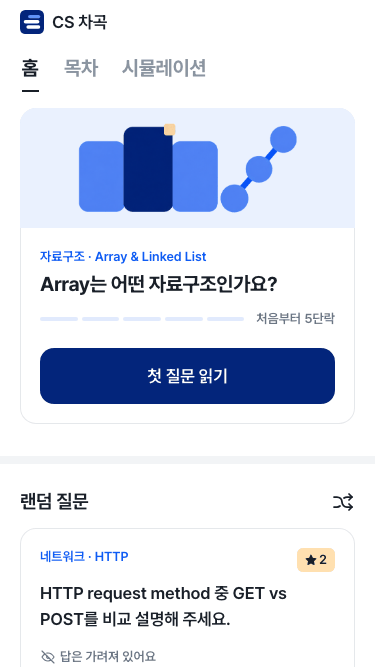 CS 차곡
홈 목차 시뮬레이션
자료구조 · Array & Linked List
Array는 어떤 자료구조인가요?
처음부터 5단락
첫 질문 읽기
랜덤 질문
네트워크 · HTTP
★ 2
HTTP request method 중 GET vs
POST를 비교 설명해 주세요.
답은 가려져 있어요